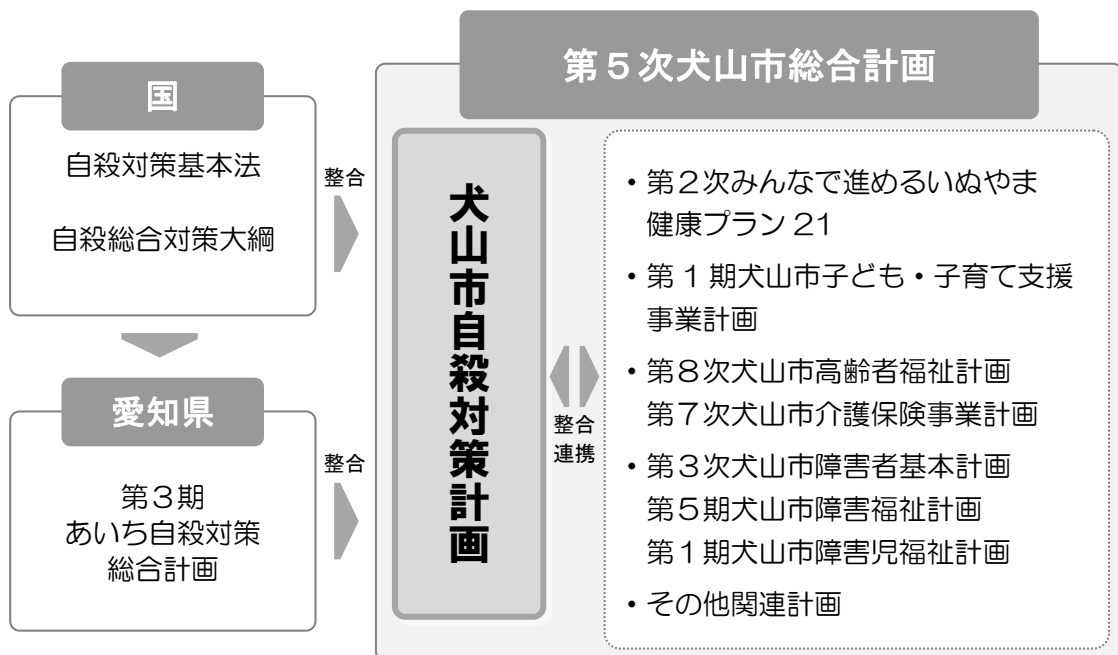 国
自殺対策基本法
自殺総合対策大綱
愛知県
第3期
あいち自殺対策
総合計画
整合
整合
第5次犬山市総合計画
犬山市自殺対策計画
整合
連携
・第2次みんなで進めるいぬやま
健康プラン 21
・第 1 期犬山市子ども・子育て支援
事業計画
・第8次犬山市高齢者福祉計画
第7次犬山市介護保険事業計画
・第3次犬山市障害者基本計画
第5期犬山市障害福祉計画
第1期犬山市障害児福祉計画
・その他関連計画